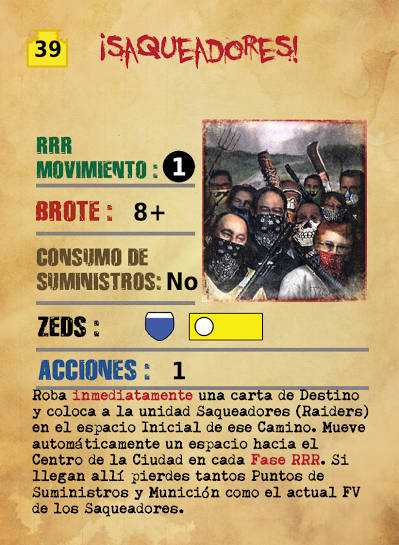 39
¡SAQUEADORES!
RRR
MOVIMIENTO : 1
BROTE : 8+
CONSUMO DE
SUMINISTROS: No
ZEDS :
ACCIONES : 1
Roba inmediatamente una carta de Destino
y coloca a la unidad Saqueadores (Raiders)
en el espacio Inicial de ese Camino. Mueve
automáticamente un espacio hacia el
Centro de la Ciudad en cada Fase RRR. Si
llegan allí pierdes tantos Puntos de
Suministros y Munición como el actual FV
de los Saqueadores.